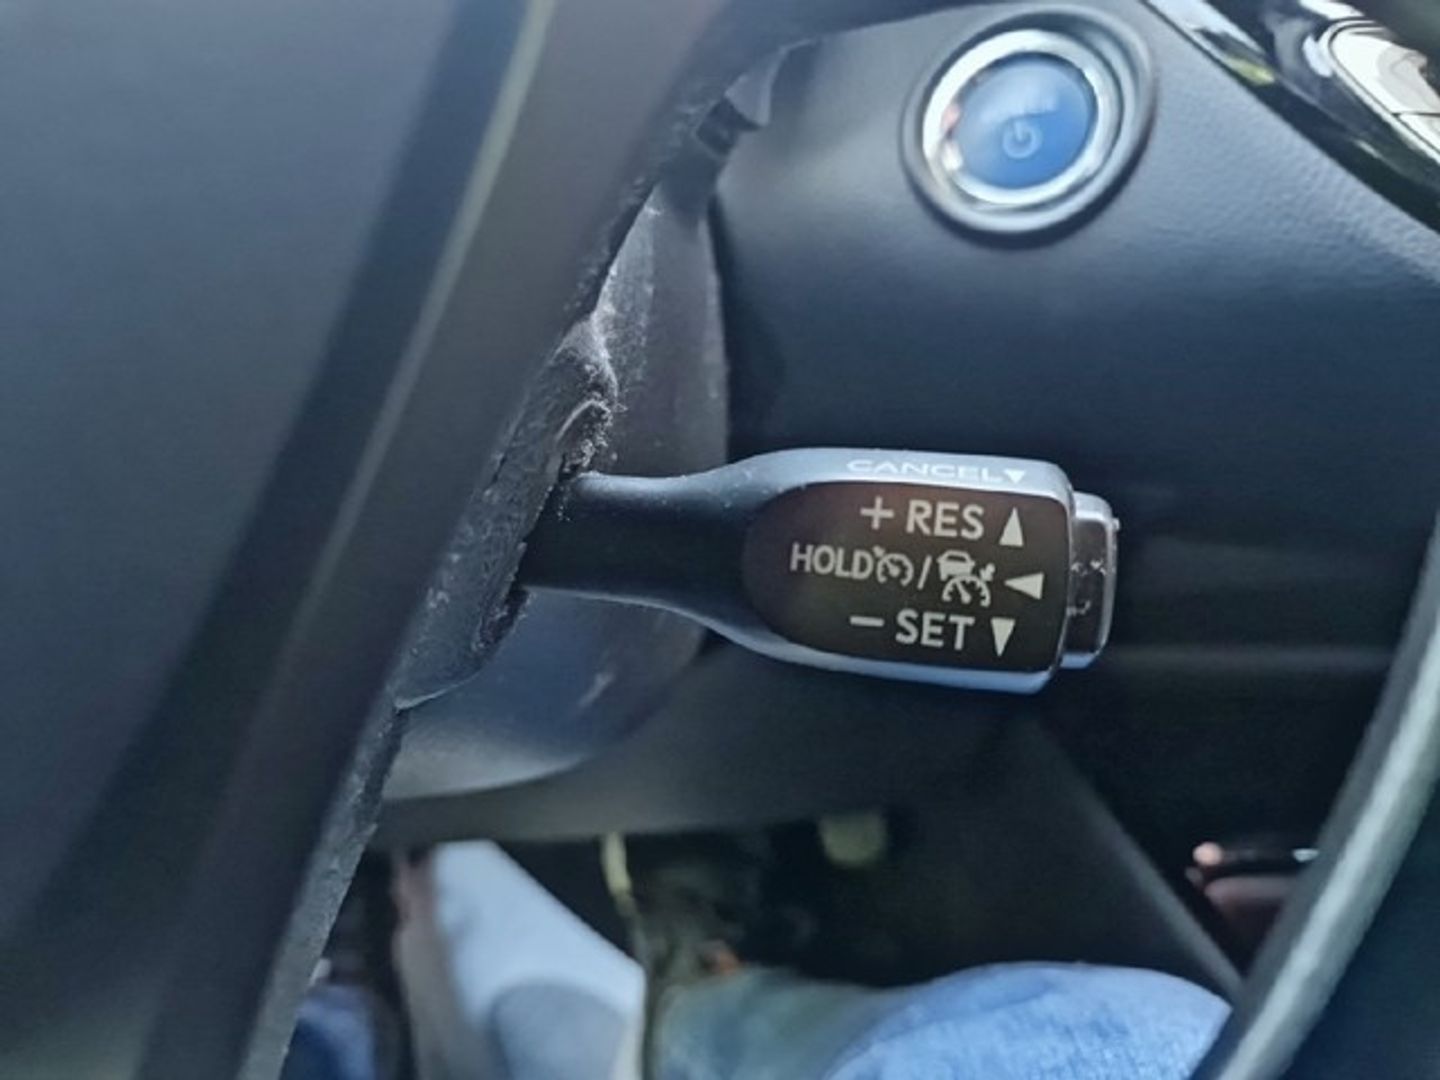 CANCEL▼
+ RES ▲
HOLD / ◀
− SET ▼